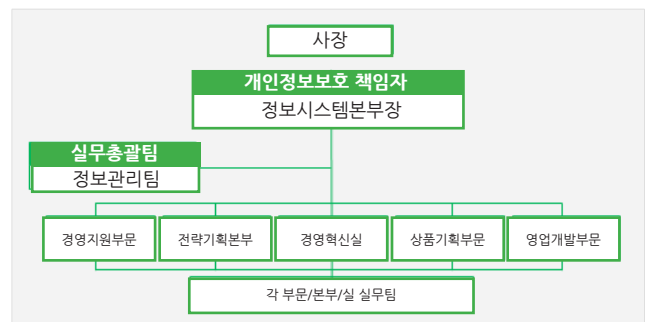 사장
개인정보보호 책임자
정보시스템본부장
실무총괄팀
정보관리팀
경영지원부문 전략기획본부 경영혁신실 상품기획부문 영업개발부문
각 부문/본부/실 실무팀